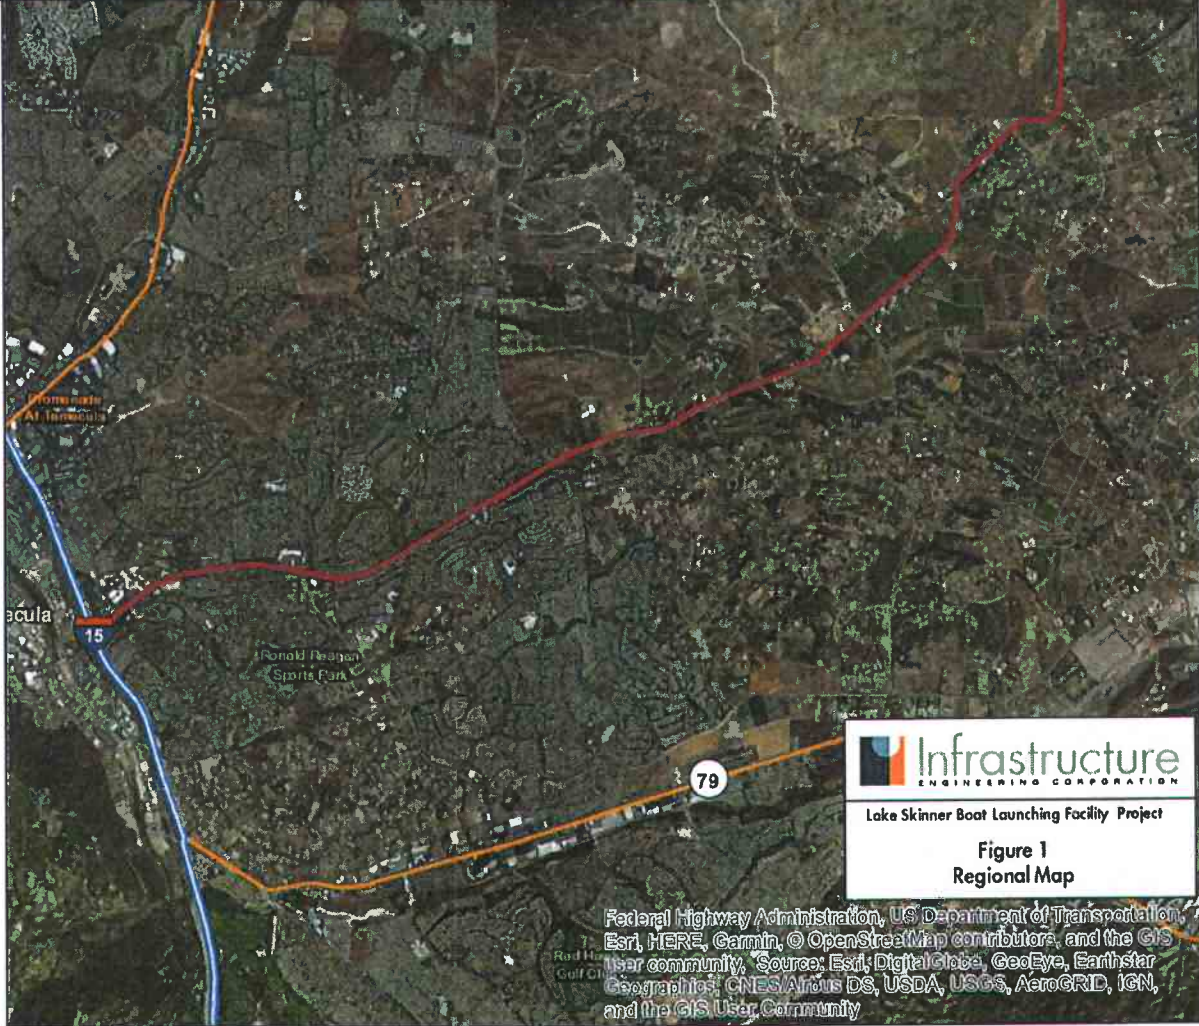 Promenade
At Temecula
ecula
15
Ronald Reagan
Sports Park
79
Infrastructure
ENGINEERING CORPORATION
Lake Skinner Boat Launching Facility Project
Figure 1
Regional Map
Federal Highway Administration, US Department of Transportation,
Esri, HERE, Garmin, © OpenStreetMap contributors, and the GIS
user community, Source: Esri, DigitalGlobe, GeoEye, Earthstar
Geographics, CNES/Airbus DS, USDA, USGS, AeroGRID, IGN,
and the GIS User Community
Red
Golf